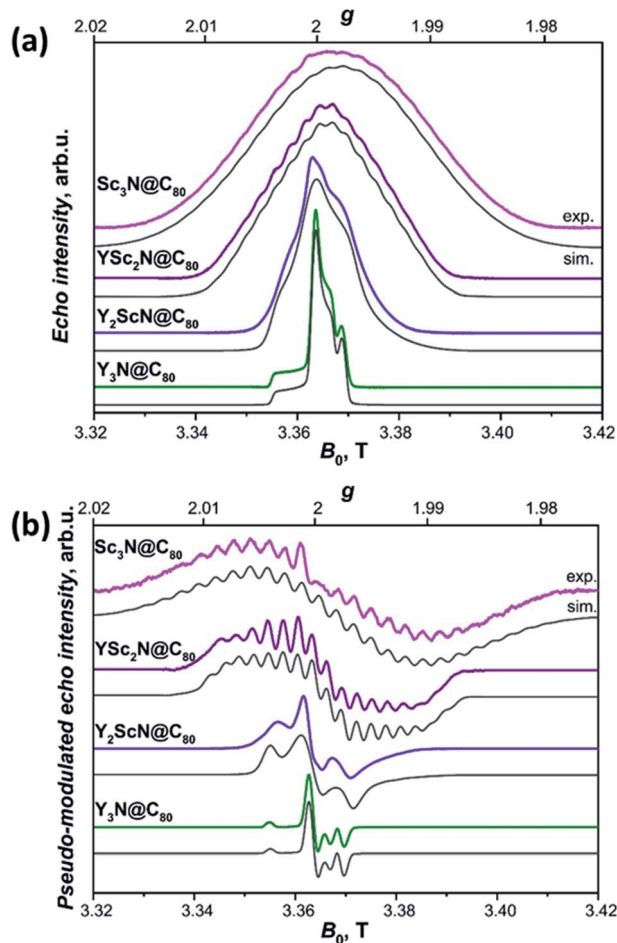 (a)
g
2.02 2.01 2 1.99 1.98
Echo intensity, arb.u.
Sc₃N@C₈₀
exp.
YSc₂N@C₈₀
sim.
Y₂ScN@C₈₀
Y₃N@C₈₀
3.32 3.34 3.36 3.38 3.40 3.42
B₀, T
(b)
g
2.02 2.01 2 1.99 1.98
Pseudo-modulated echo intensity, arb.u.
Sc₃N@C₈₀
exp.
sim.
YSc₂N@C₈₀
Y₂ScN@C₈₀
Y₃N@C₈₀
3.32 3.34 3.36 3.38 3.40 3.42
B₀, T